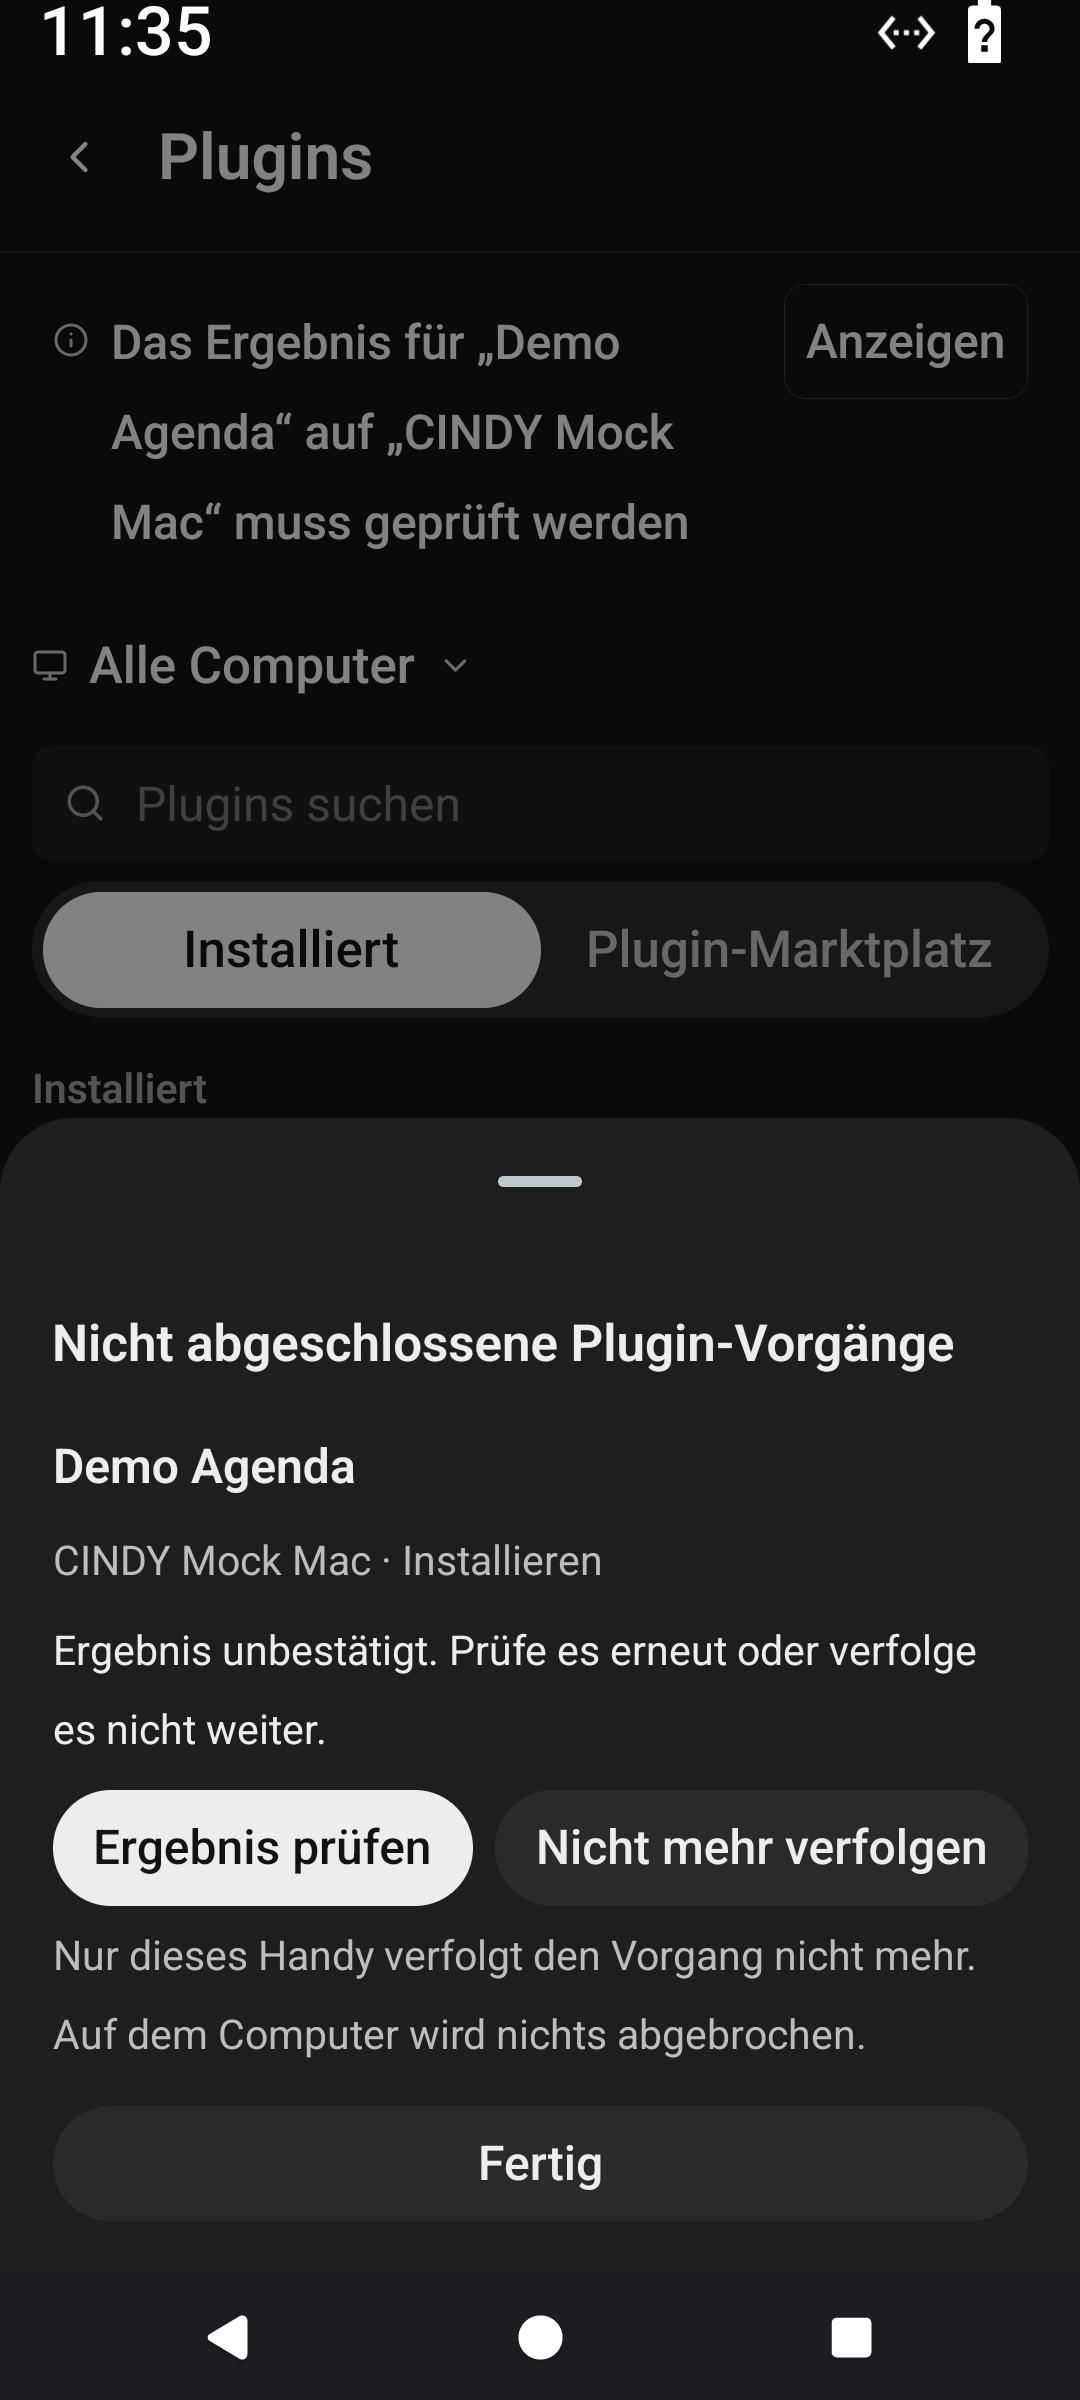 11:35
Plugins
Das Ergebnis für „Demo
Agenda“ auf „CINDY Mock
Mac“ muss geprüft werden
Anzeigen
Alle Computer
Plugins suchen
Installiert
Plugin-Marktplatz
Installiert
Nicht abgeschlossene Plugin-Vorgänge
Demo Agenda
CINDY Mock Mac · Installieren
Ergebnis unbestätigt. Prüfe es erneut oder verfolge
es nicht weiter.
Ergebnis prüfen
Nicht mehr verfolgen
Nur dieses Handy verfolgt den Vorgang nicht mehr.
Auf dem Computer wird nichts abgebrochen.
Fertig